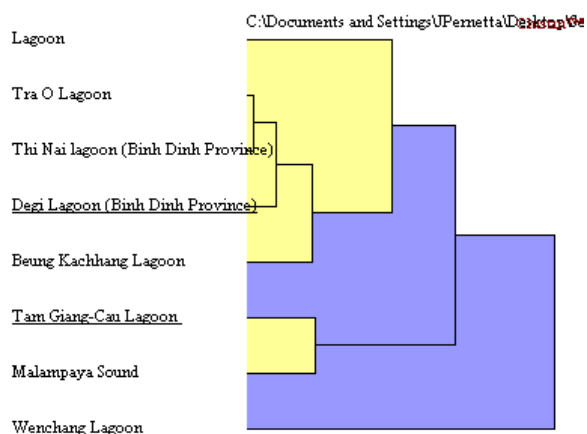 C:\Documents and Settings\JPernetta\Desktop
Lagoon
Tra O Lagoon
Thi Nai lagoon (Binh Dinh Province)
Degi Lagoon (Binh Dinh Province)
Beung Kachhang Lagoon
Tam Giang-Cau Lagoon
Malampaya Sound
Wenchang Lagoon